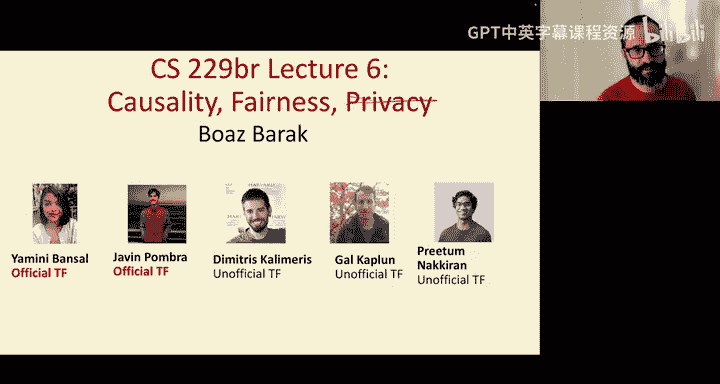 GPT中英字幕课程资源 bilibili
CS 229br Lecture 6:
Causality, Fairness, Privacy
Boaz Barak
Yamini Bansal
Official TF
Javin Pombra
Official TF
Dimitris Kalimeris
Unofficial TF
Gal Kaplun
Unofficial TF
Preetum
Nakkiran
Unofficial TF